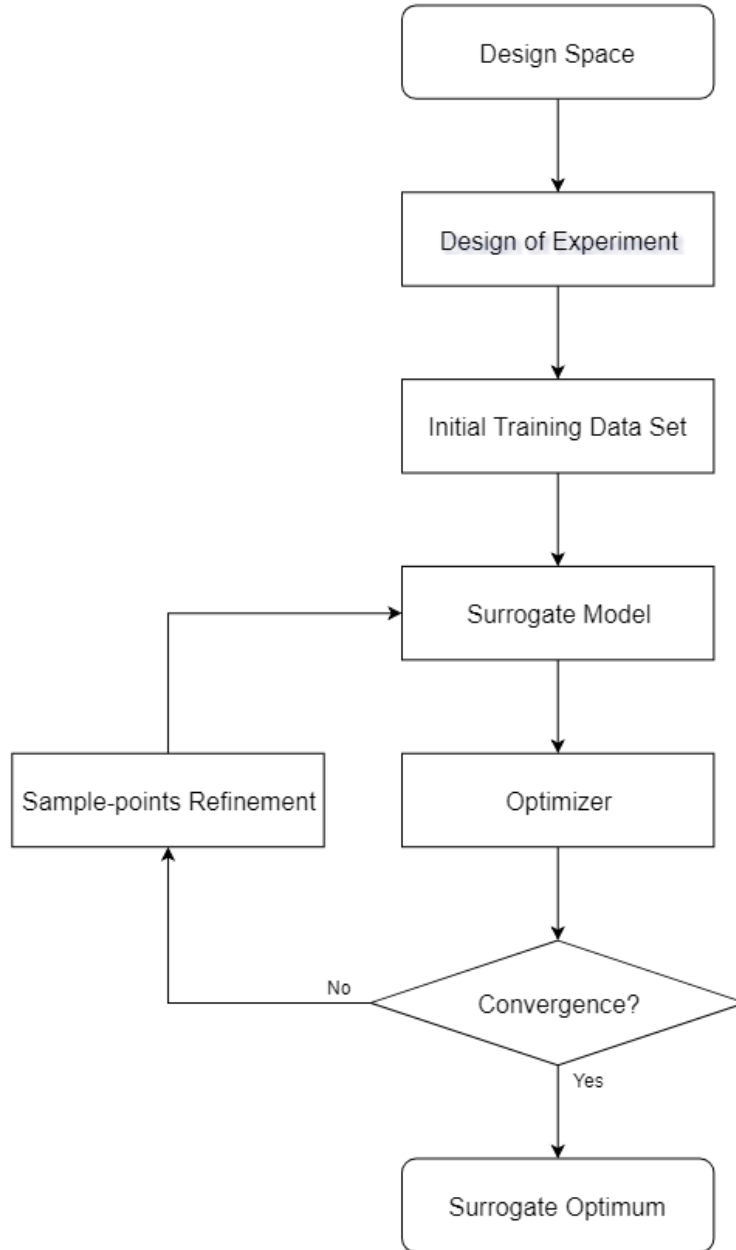 Design Space
Design of Experiment
Initial Training Data Set
Surrogate Model
Sample-points Refinement
Optimizer
No
Convergence?
Yes
Surrogate Optimum